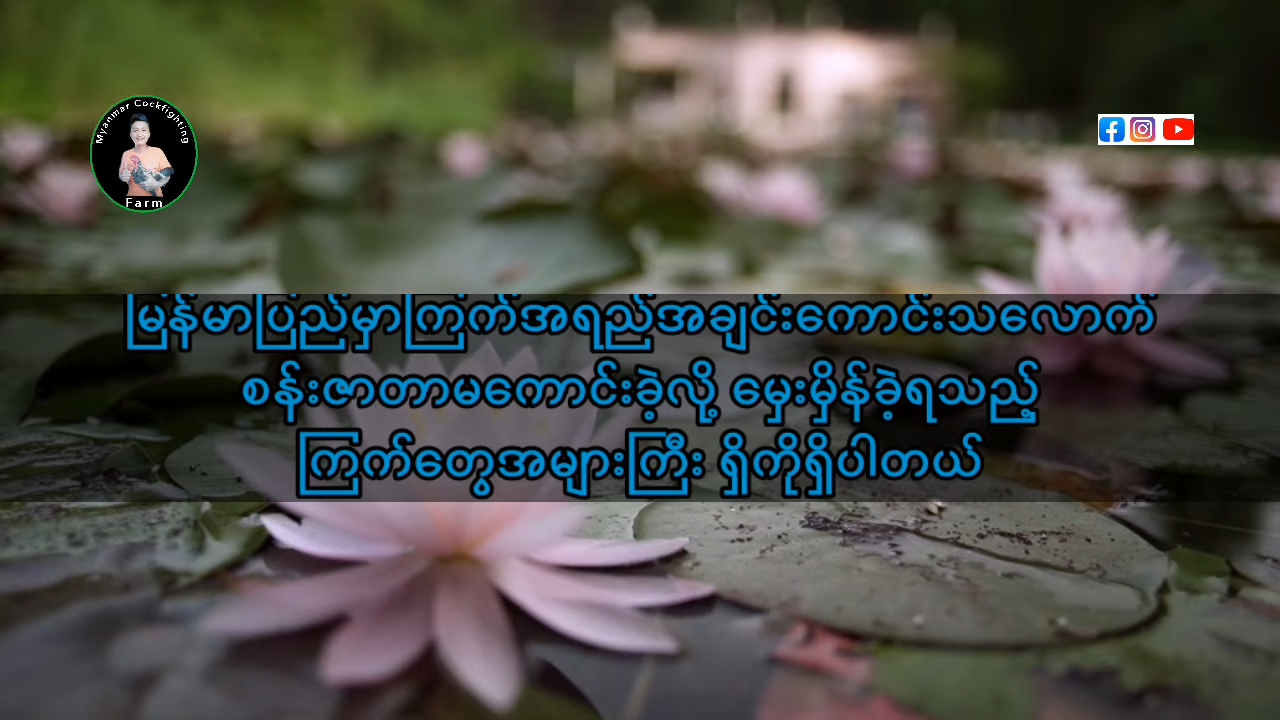 Myanmar Cockfighting
Farm
မြန်မာပြည်မှာကြက်အရည်အချင်းကောင်းသလောက်
စန်းဇာတာမကောင်းခဲ့လို့ မှေးမှိန်ခဲ့ရသည့်
ကြက်တွေအများကြီး ရှိကိုရှိပါတယ်